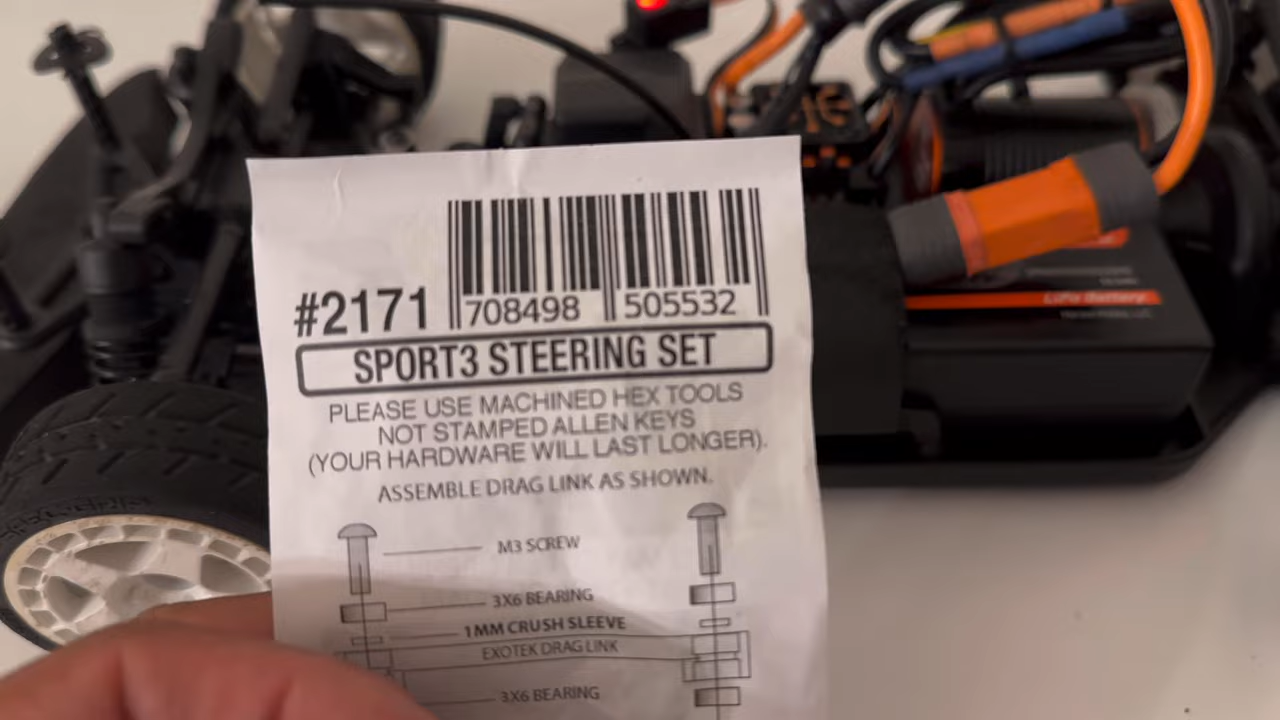 LiPo Battery
#2171
708498 505532
SPORT3 STEERING SET
PLEASE USE MACHINED HEX TOOLS
NOT STAMPED ALLEN KEYS
(YOUR HARDWARE WILL LAST LONGER).
ASSEMBLE DRAG LINK AS SHOWN.
M3 SCREW
3X6 BEARING
1MM CRUSH SLEEVE
EXOTEK DRAG LINK
3X6 BEARING